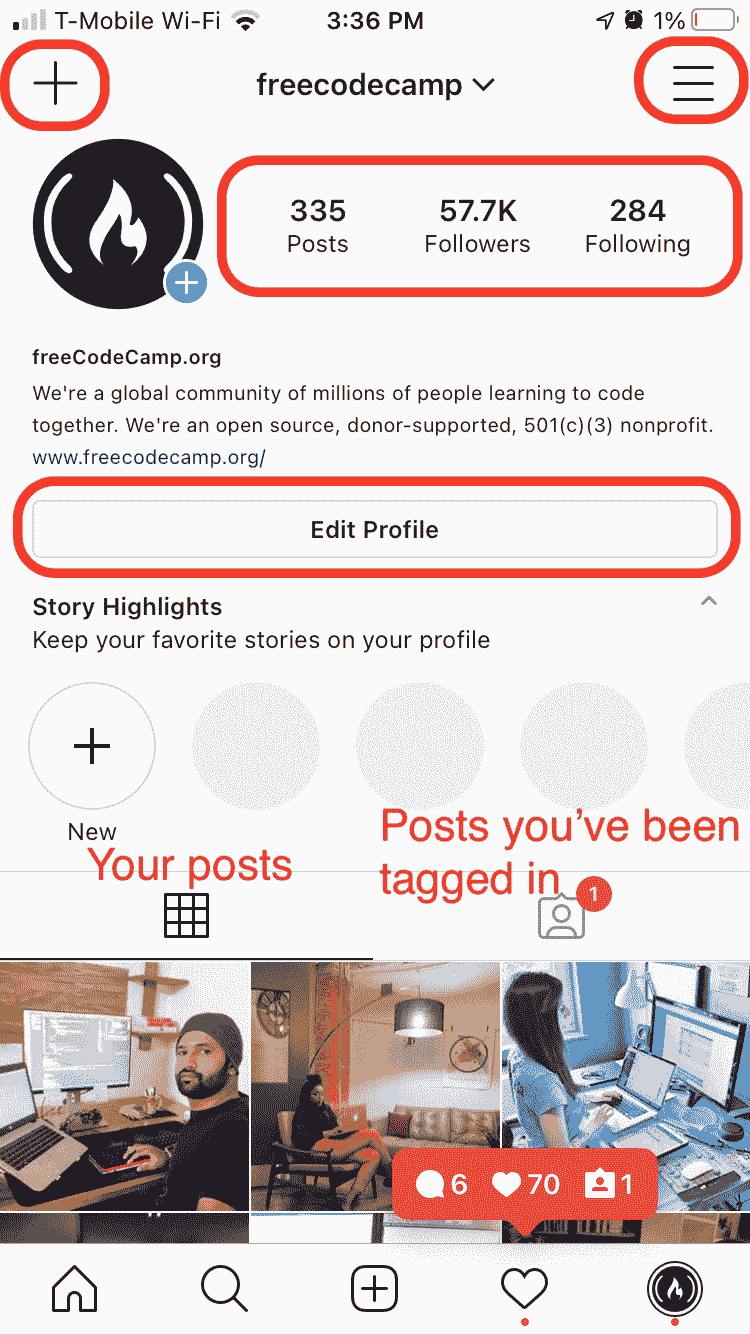 T-Mobile Wi-Fi 3:36 PM 1%
freecodecamp
335 57.7K 284
Posts Followers Following
freeCodeCamp.org
We're a global community of millions of people learning to code
together. We're an open source, donor-supported, 501(c)(3) nonprofit.
www.freecodecamp.org/
Edit Profile
Story Highlights
Keep your favorite stories on your profile
New
Your posts
Posts you've been
tagged in
1
6 70 1